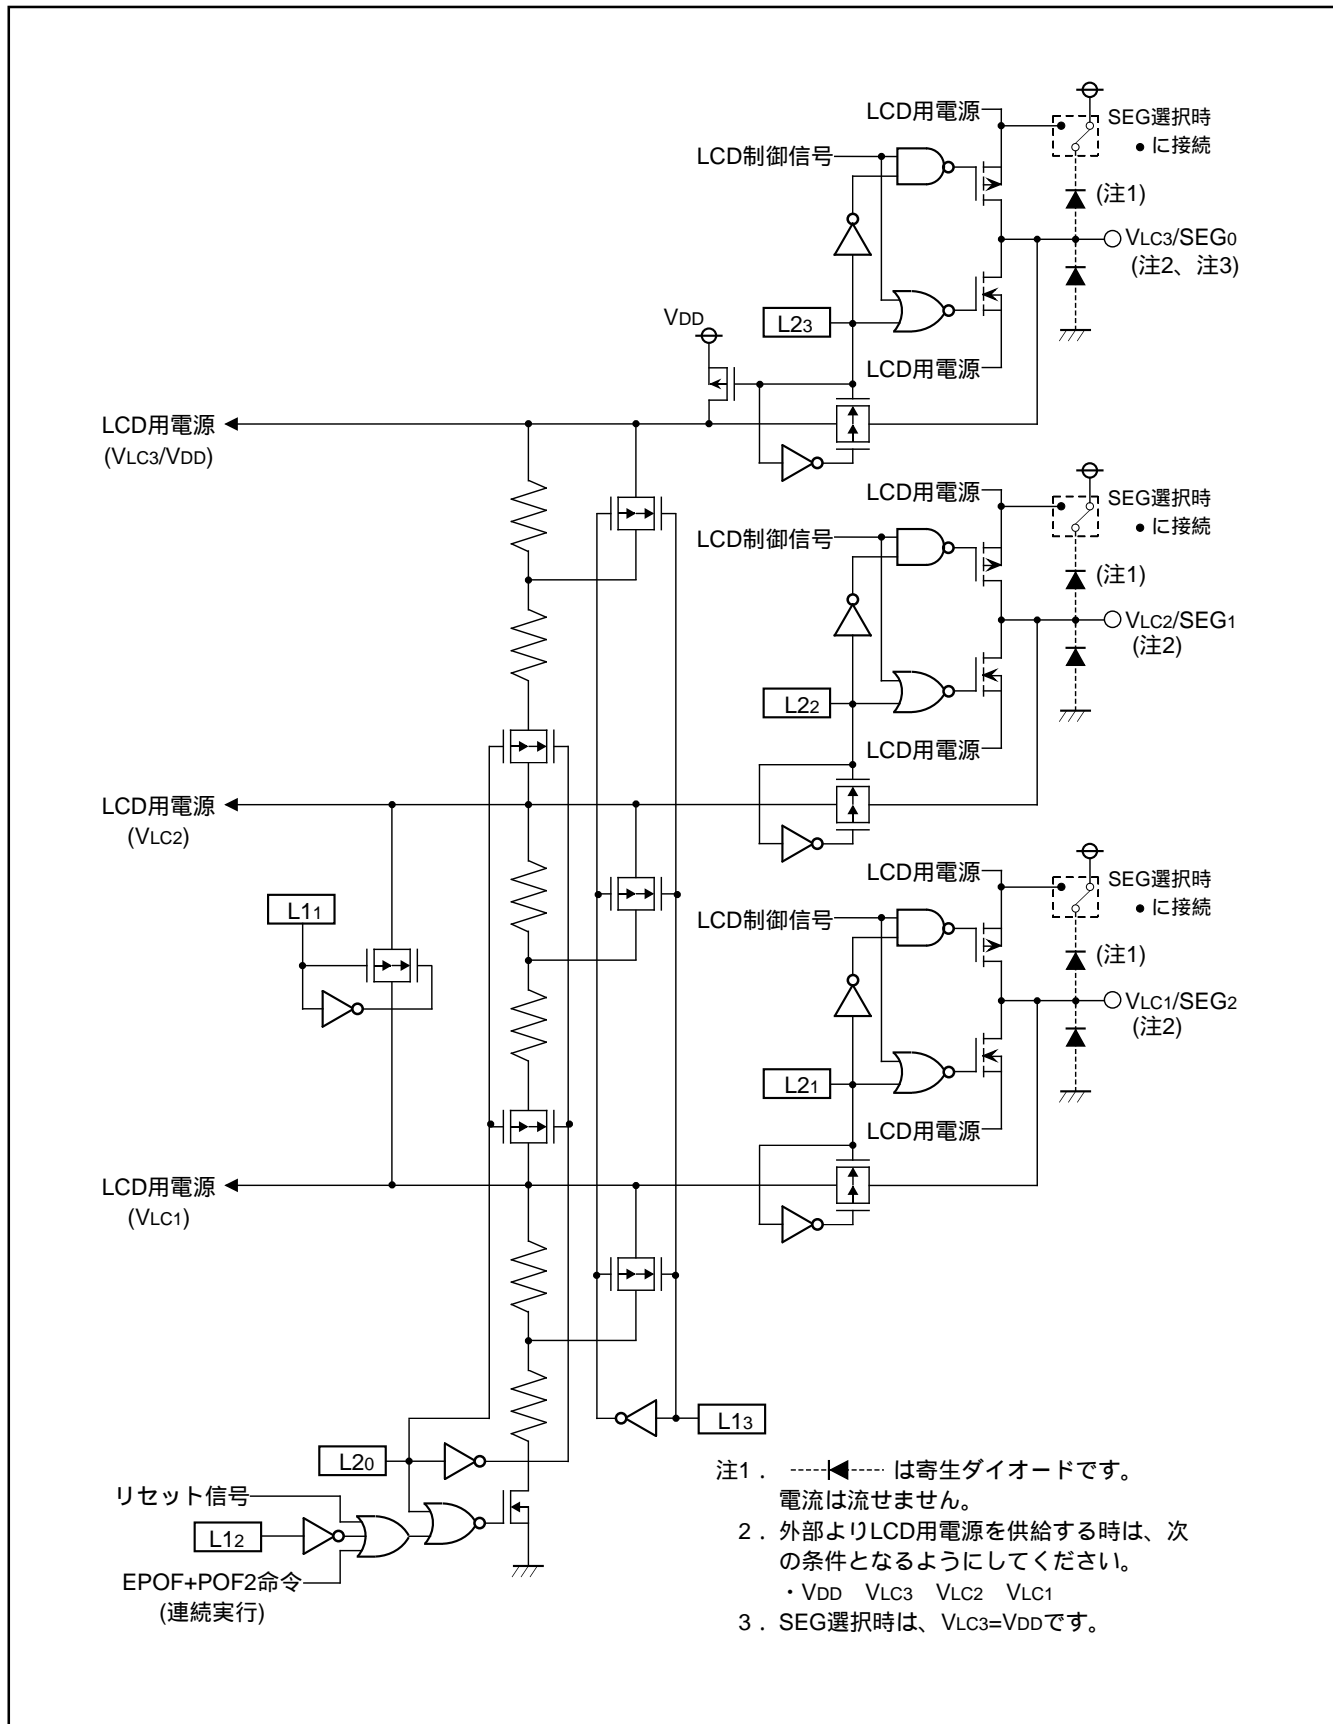 LCD用電源
SEG選択時
● に接続
LCD制御信号
(注1)
VLC3/SEG0
(注2、注3)
L23
VDD
LCD用電源
LCD用電源
(VLC3/VDD)
LCD用電源
SEG選択時
● に接続
LCD制御信号
(注1)
VLC2/SEG1
(注2)
L22
LCD用電源
LCD用電源
(VLC2)
LCD用電源
SEG選択時
● に接続
L11
LCD制御信号
(注1)
VLC1/SEG2
(注2)
L21
LCD用電源
LCD用電源
(VLC1)
L13
L20
リセット信号
L12
EPOF+POF2命令
(連続実行)
注1． は寄生ダイオードです。
電流は流せません。
2．外部よりLCD用電源を供給する時は、次
の条件となるようにしてください。
・VDD VLC3 VLC2 VLC1
3．SEG選択時は、VLC3=VDDです。